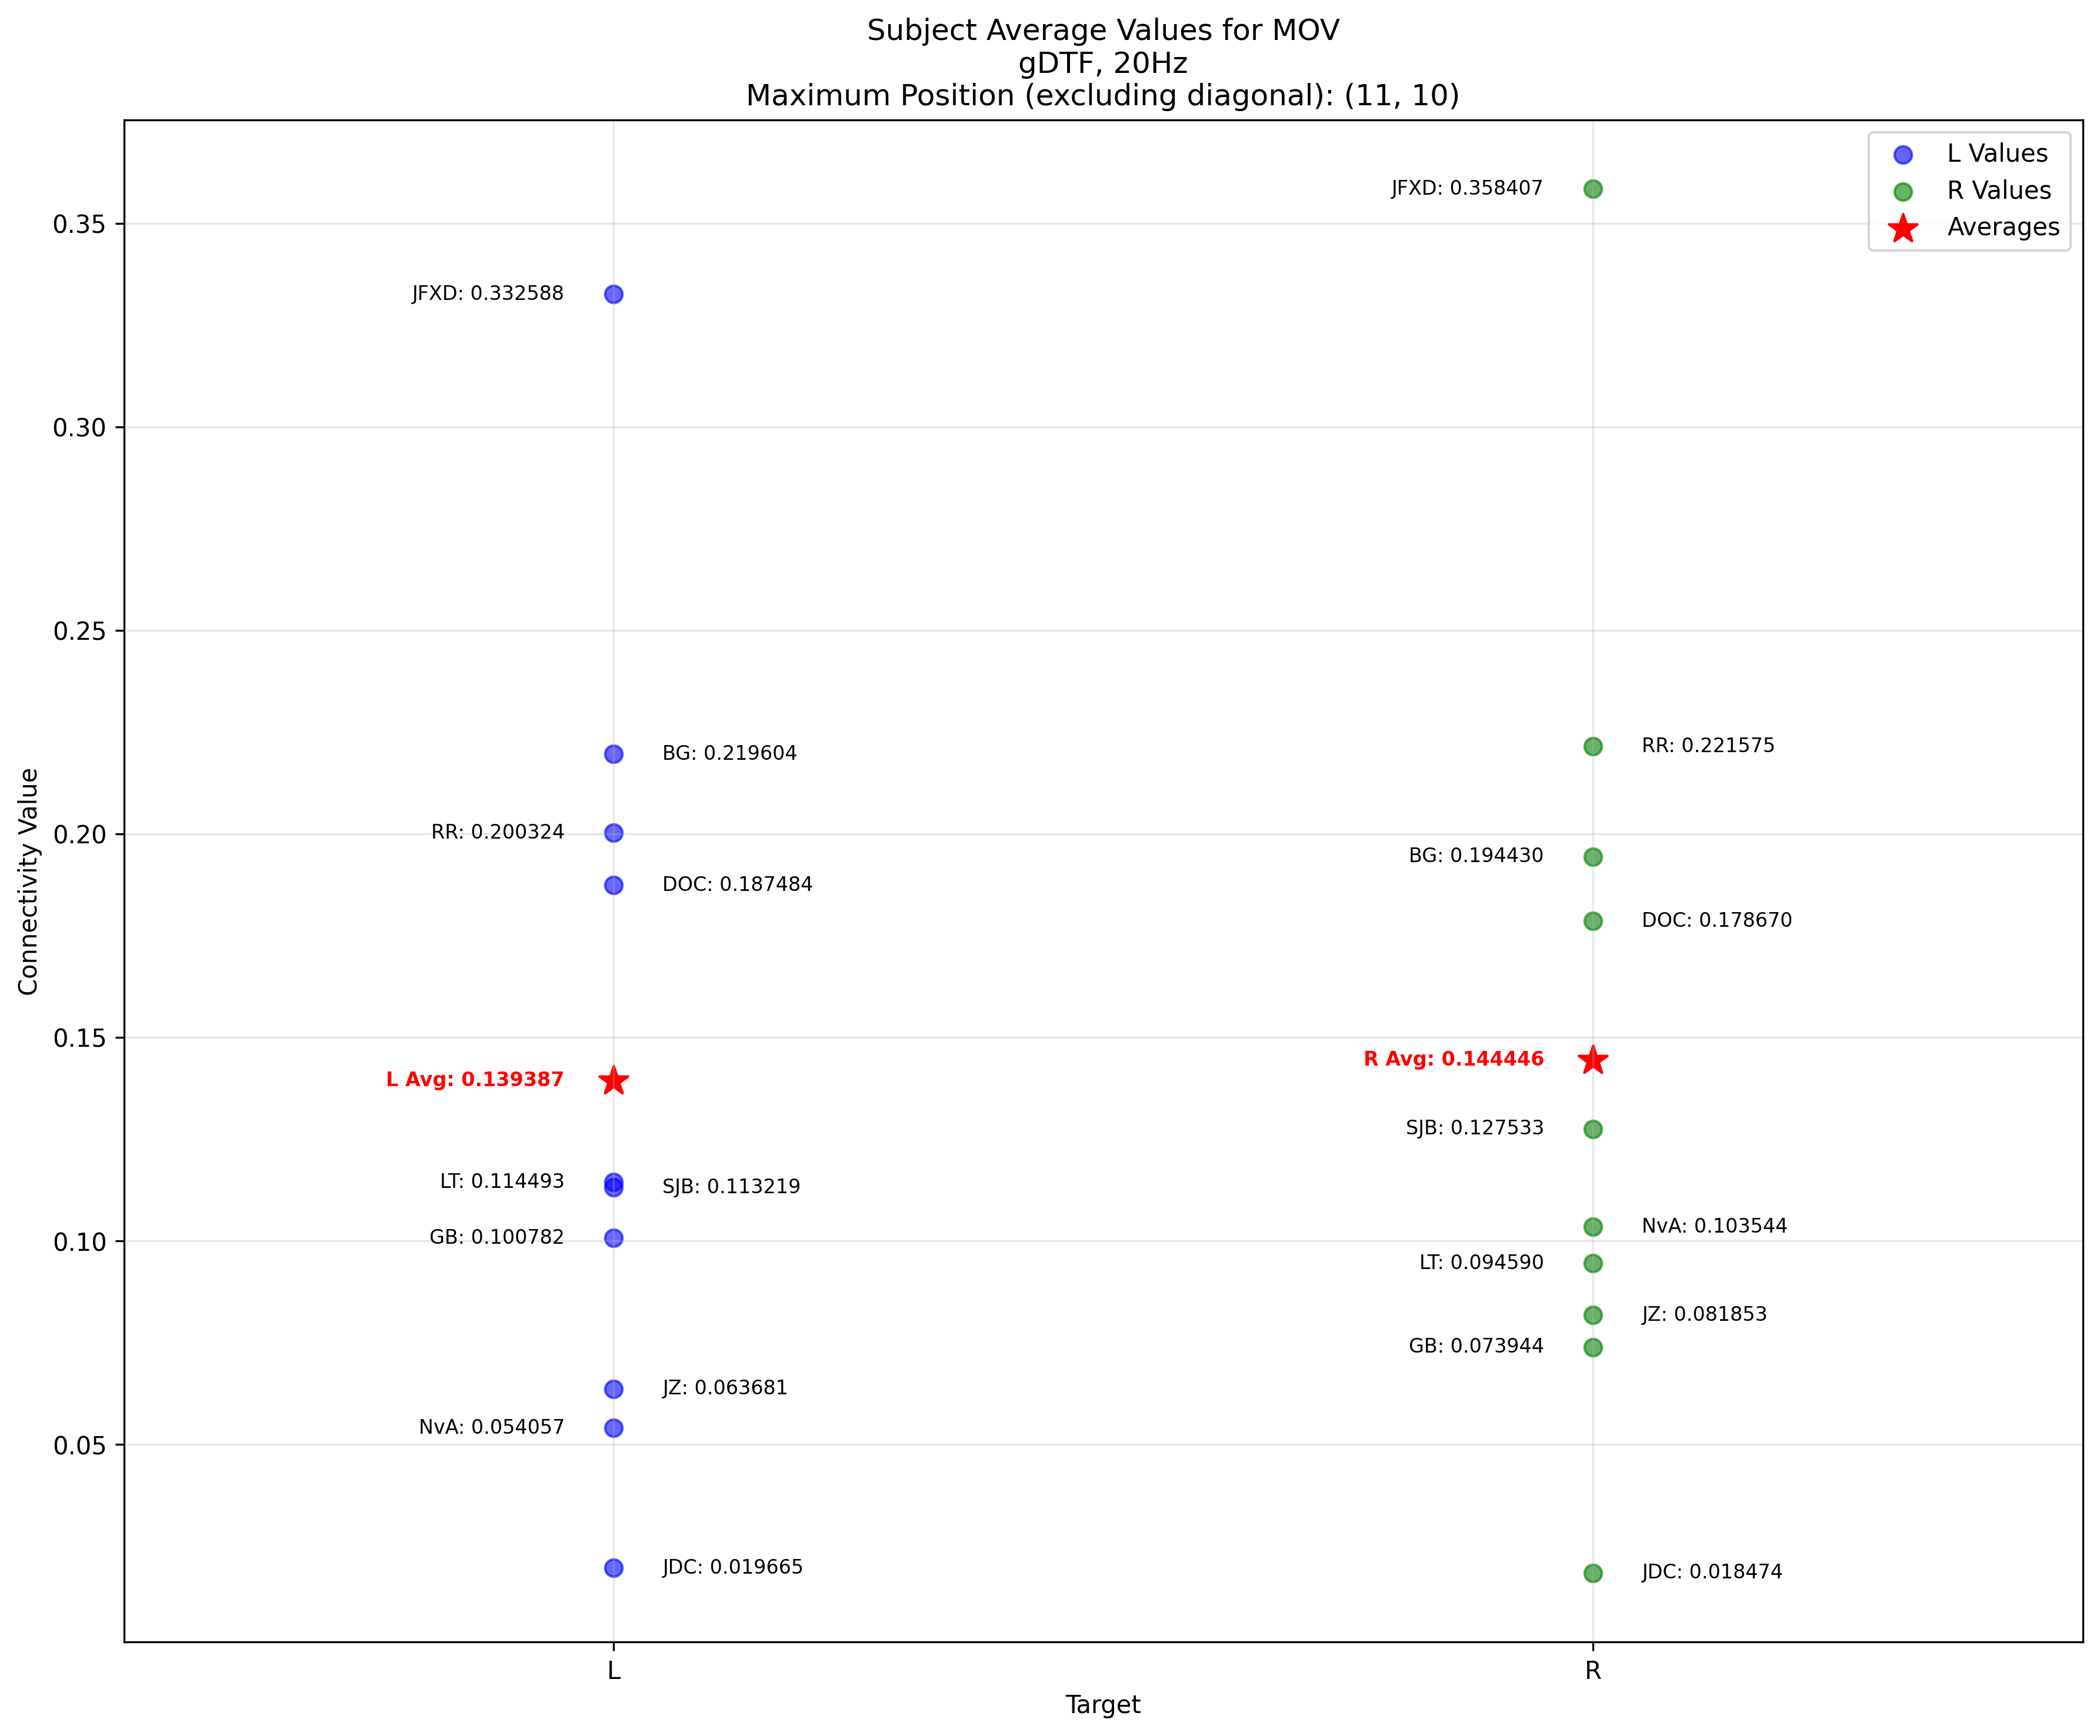 Subject Average Values for MOV
gDTF, 20Hz
Maximum Position (excluding diagonal): (11, 10)
L Values
R Values
Averages
Connectivity Value
0.35
0.30
0.25
0.20
0.15
0.10
0.05
JFXD: 0.332588
BG: 0.219604
RR: 0.200324
DOC: 0.187484
L Avg: 0.139387
LT: 0.114493
SJB: 0.113219
GB: 0.100782
JZ: 0.063681
NvA: 0.054057
JDC: 0.019665
JFXD: 0.358407
RR: 0.221575
BG: 0.194430
DOC: 0.178670
R Avg: 0.144446
SJB: 0.127533
NvA: 0.103544
LT: 0.094590
JZ: 0.081853
GB: 0.073944
JDC: 0.018474
L
R
Target